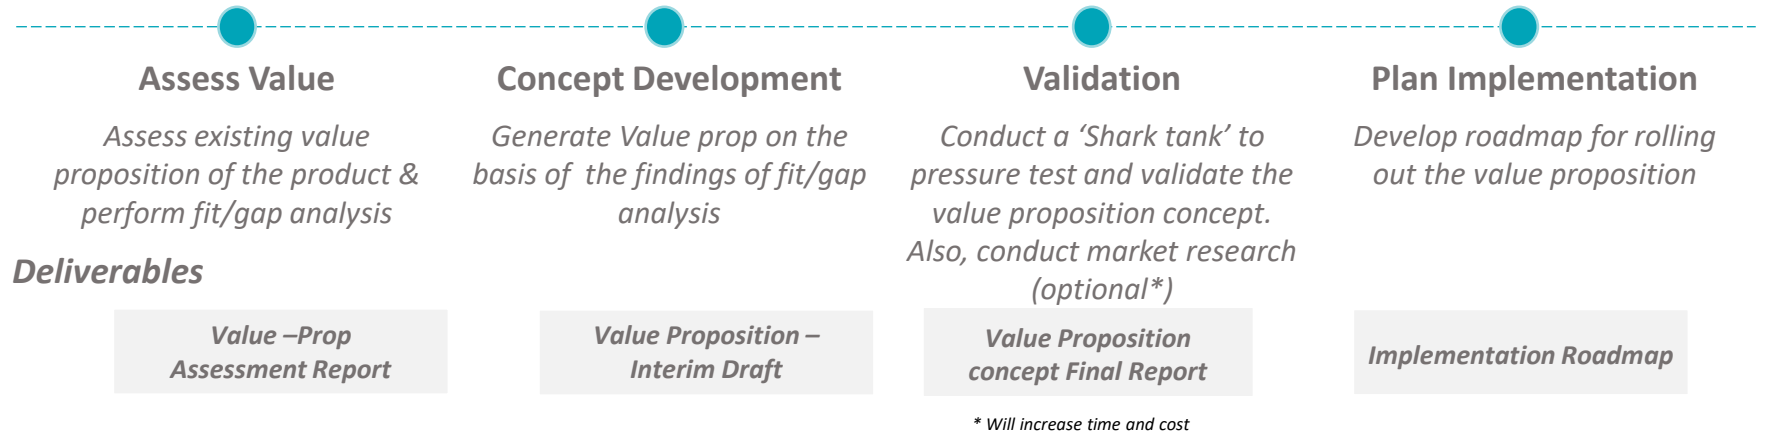 Assess Value
Assess existing value
proposition of the product &
perform fit/gap analysis
Concept Development
Generate Value prop on the
basis of  the findings of fit/gap
analysis
Validation
Conduct a ‘Shark tank’ to
pressure test and validate the
value proposition concept.
Also, conduct market research
(optional*)
Plan Implementation
Develop roadmap for rolling
out the value proposition
Deliverables
Value –Prop
Assessment Report
Value Proposition –
Interim Draft
Value Proposition
concept Final Report
Implementation Roadmap
* Will increase time and cost